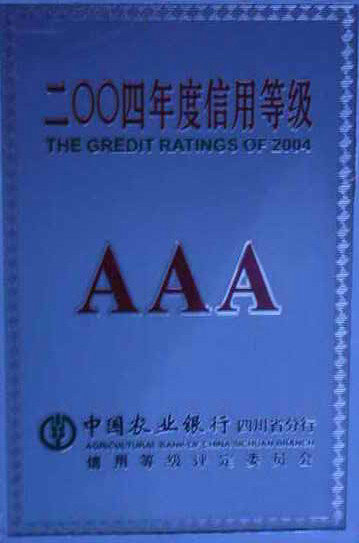 二〇〇四年度信用等级
THE GREDIT RATINGS OF 2004
AAA
中国农业银行 四川省分行
AGRICULTURAL BANK OF CHINA SICHUAN BRANCH
信用等级评定委员会